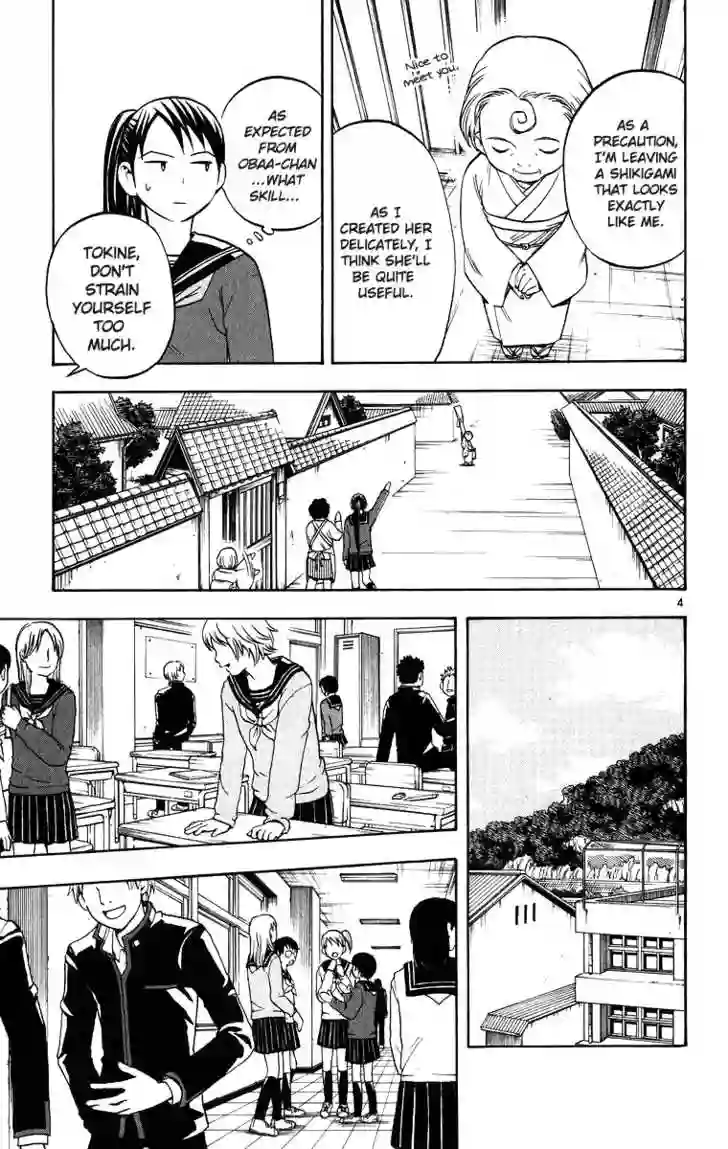 AS A
PRECAUTION,
I'M LEAVING
A SHIKIGAMI
THAT LOOKS
EXACTLY
LIKE ME.
Nice to
meet you.
AS I
CREATED HER
DELICATELY, I
THINK SHE'LL
BE QUITE
USEFUL.
AS
EXPECTED
FROM
OBAA-CHAN
...WHAT
SKILL...
TOKINE,
DON'T
STRAIN
YOURSELF
TOO
MUCH.
4